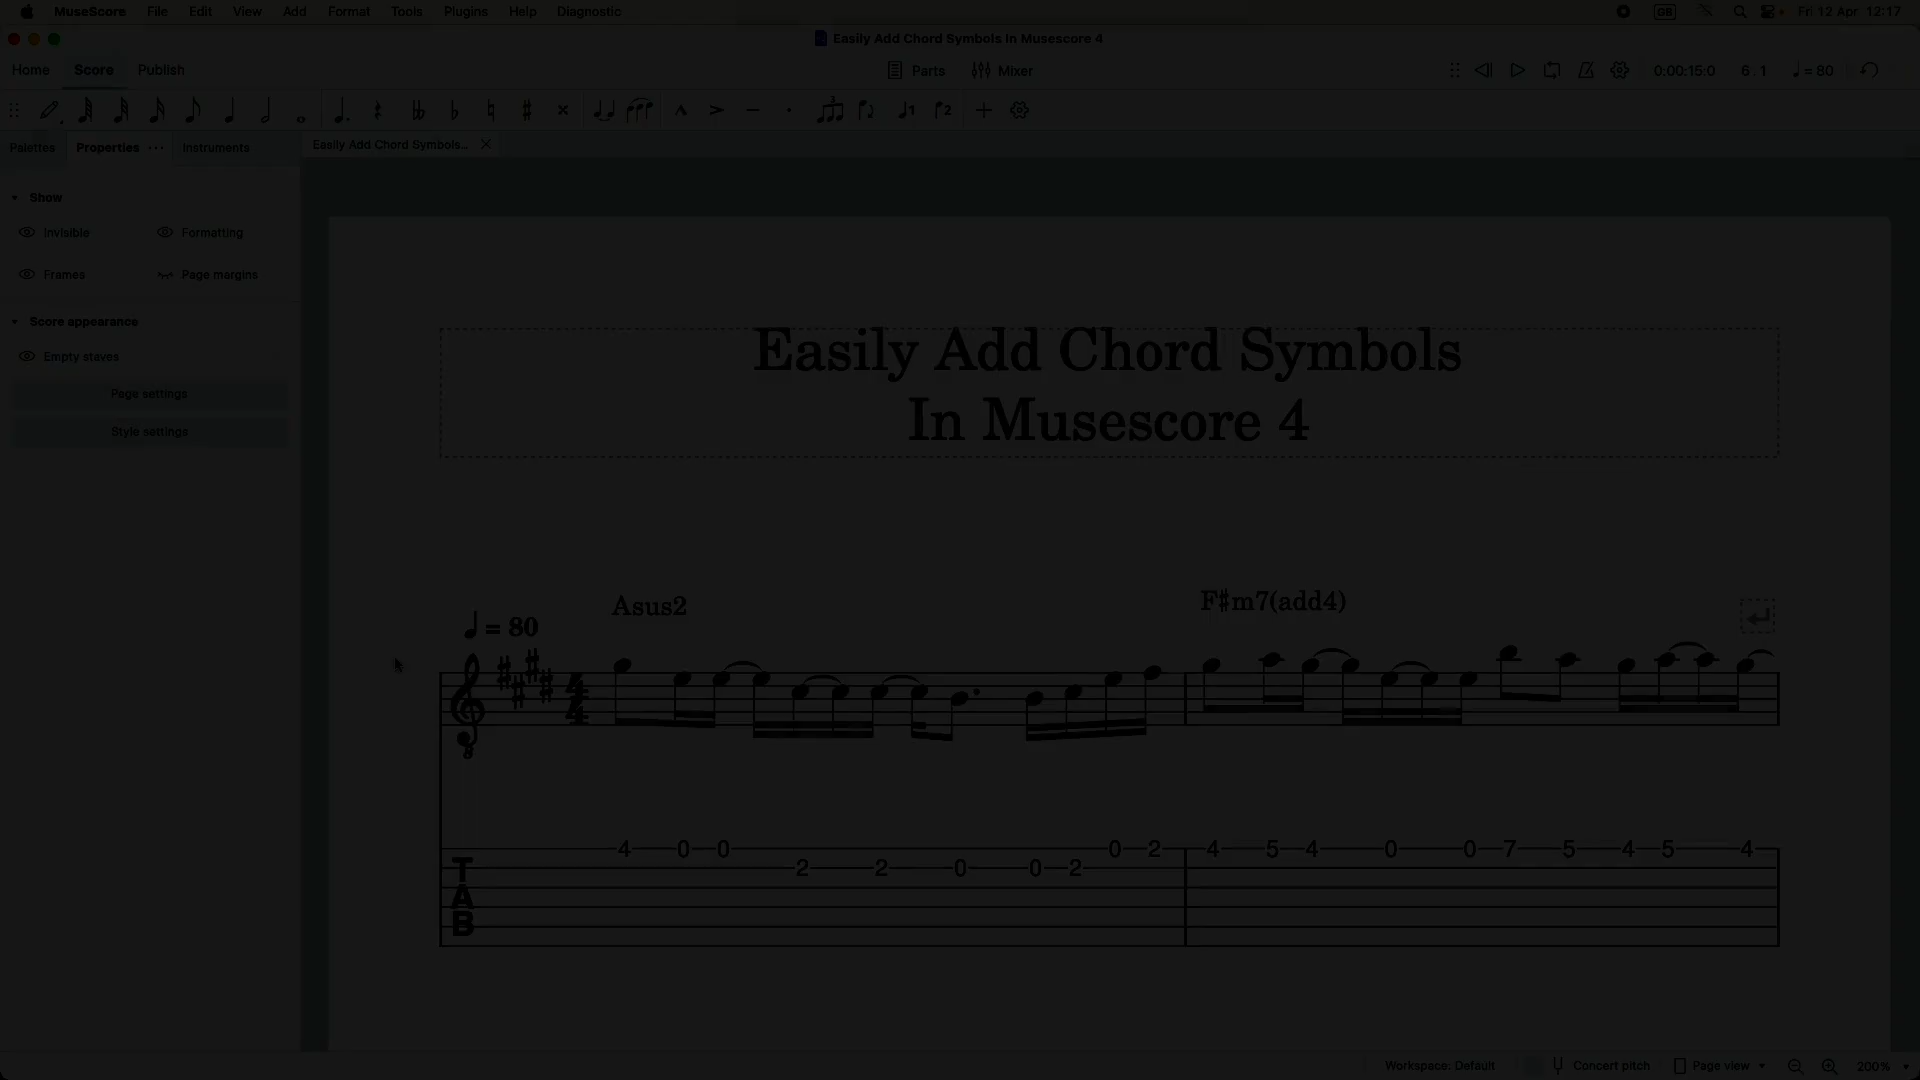 MuseScore File Edit View Add Format Tools Plugins Help Diagnostic GB Fri 12 Apr 12:17
Easily Add Chord Symbols In Musescore 4
Home Score Publish Parts Mixer 0:00:15:0 6 . 1 = 80
Palettes Properties ... Instruments Easily Add Chord Symbols...
Show
Invisible Formatting
Frames Page margins
Score appearance
Empty staves
Page settings
Style settings
Easily Add Chord Symbols
In Musescore 4
Asus2 F♯m7(add4)
= 80
4
4
8
4 0 0 0 2 4 5 4 0 0 7 5 4 5 4
2 2 0 0 2
T
A
B
Workspace: Default Concert pitch Page view 200%